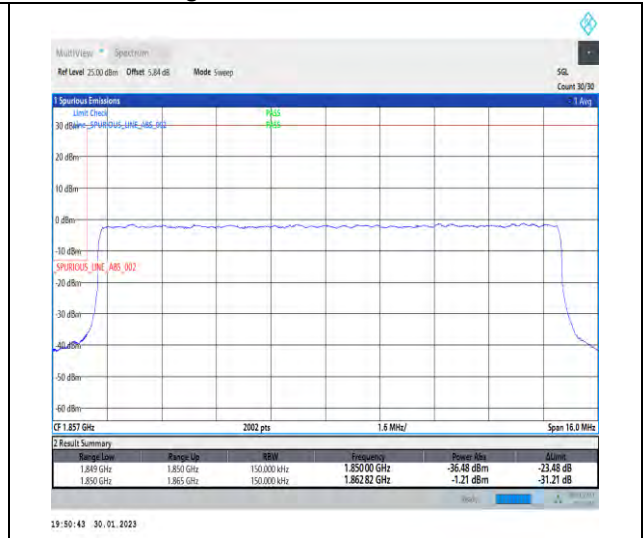 MultiView Spectrum
Ref Level 25.00 dBm Offset 5.84 dB Mode Sweep SGL
Count 30/30
1 Spurious Emissions 1 Avg
Limit Check PASS
30 dBm Line _SPURIOUS_LINE_ABS_002 PASS
20 dBm
10 dBm
0 dBm
-10 dBm
_SPURIOUS_LINE_ABS_002
-20 dBm
-30 dBm
-40 dBm
-50 dBm
-60 dBm
CF 1.857 GHz 2002 pts 1.6 MHz/ Span 16.0 MHz
2 Result Summary
Range Low Range Up RBW Frequency Power Abs ΔLimit
1.849 GHz 1.850 GHz 150.000 kHz 1.85000 GHz -36.48 dBm -23.48 dB
1.850 GHz 1.865 GHz 150.000 kHz 1.86282 GHz -1.21 dBm -31.21 dB
Ready
19:50:43 30.01.2023